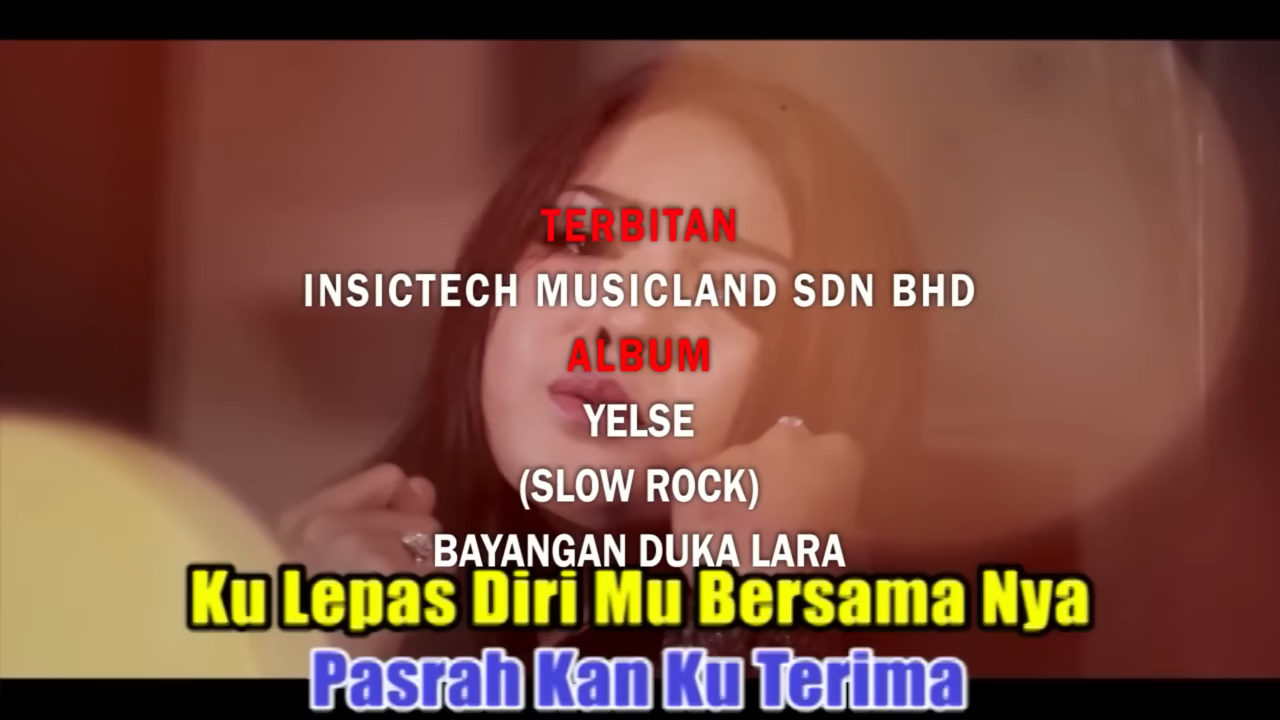 TERBITAN
INSICTECH MUSICLAND SDN BHD
ALBUM
YELSE
(SLOW ROCK)
BAYANGAN DUKA LARA
Ku Lepas Diri Mu Bersama Nya
Pasrah Kan Ku Terima